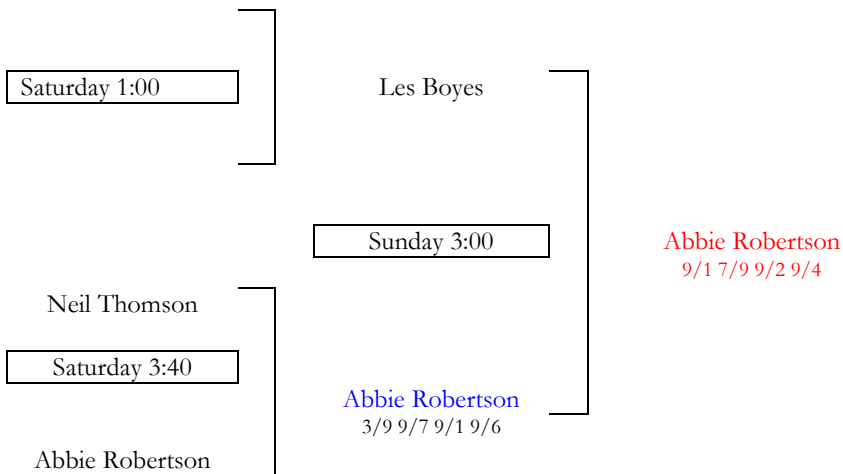 Saturday 1:00
Les Boyes
Sunday 3:00
Abbie Robertson
9/1 7/9 9/2 9/4
Neil Thomson
Saturday 3:40
Abbie Robertson
3/9 9/7 9/1 9/6
Abbie Robertson